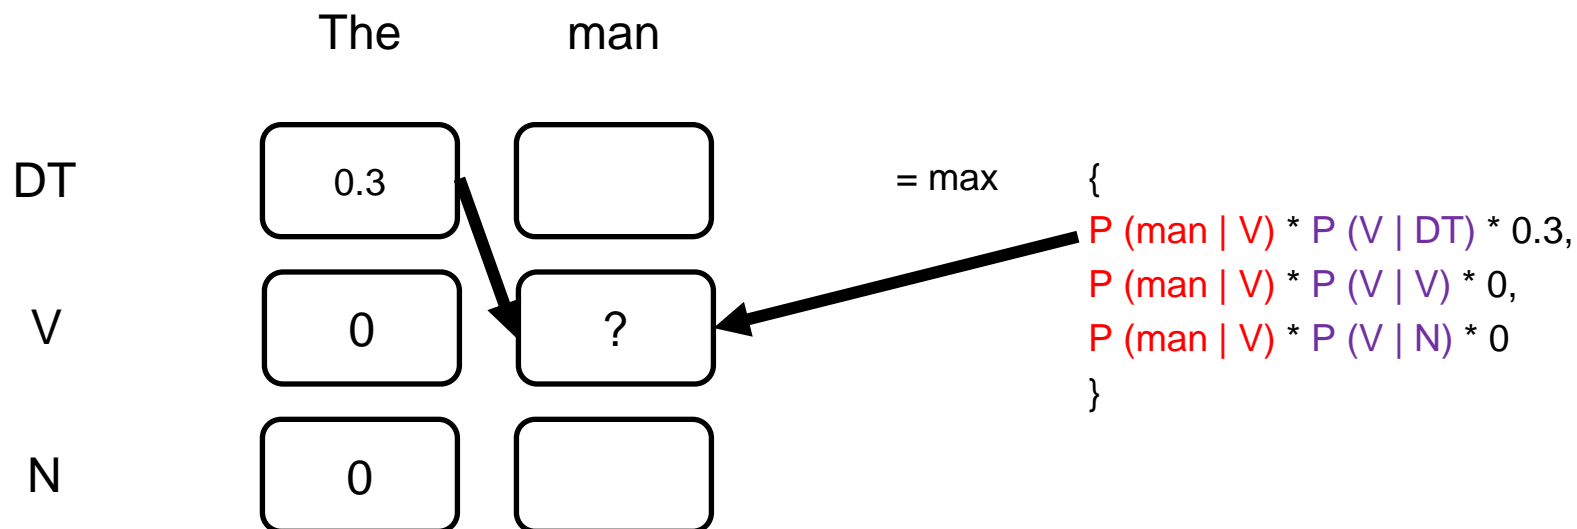 The man
DT 0.3 = max {
P (man | V) * P (V | DT) * 0.3,
P (man | V) * P (V | V) * 0,
V 0 ?
P (man | V) * P (V | N) * 0
}
N 0